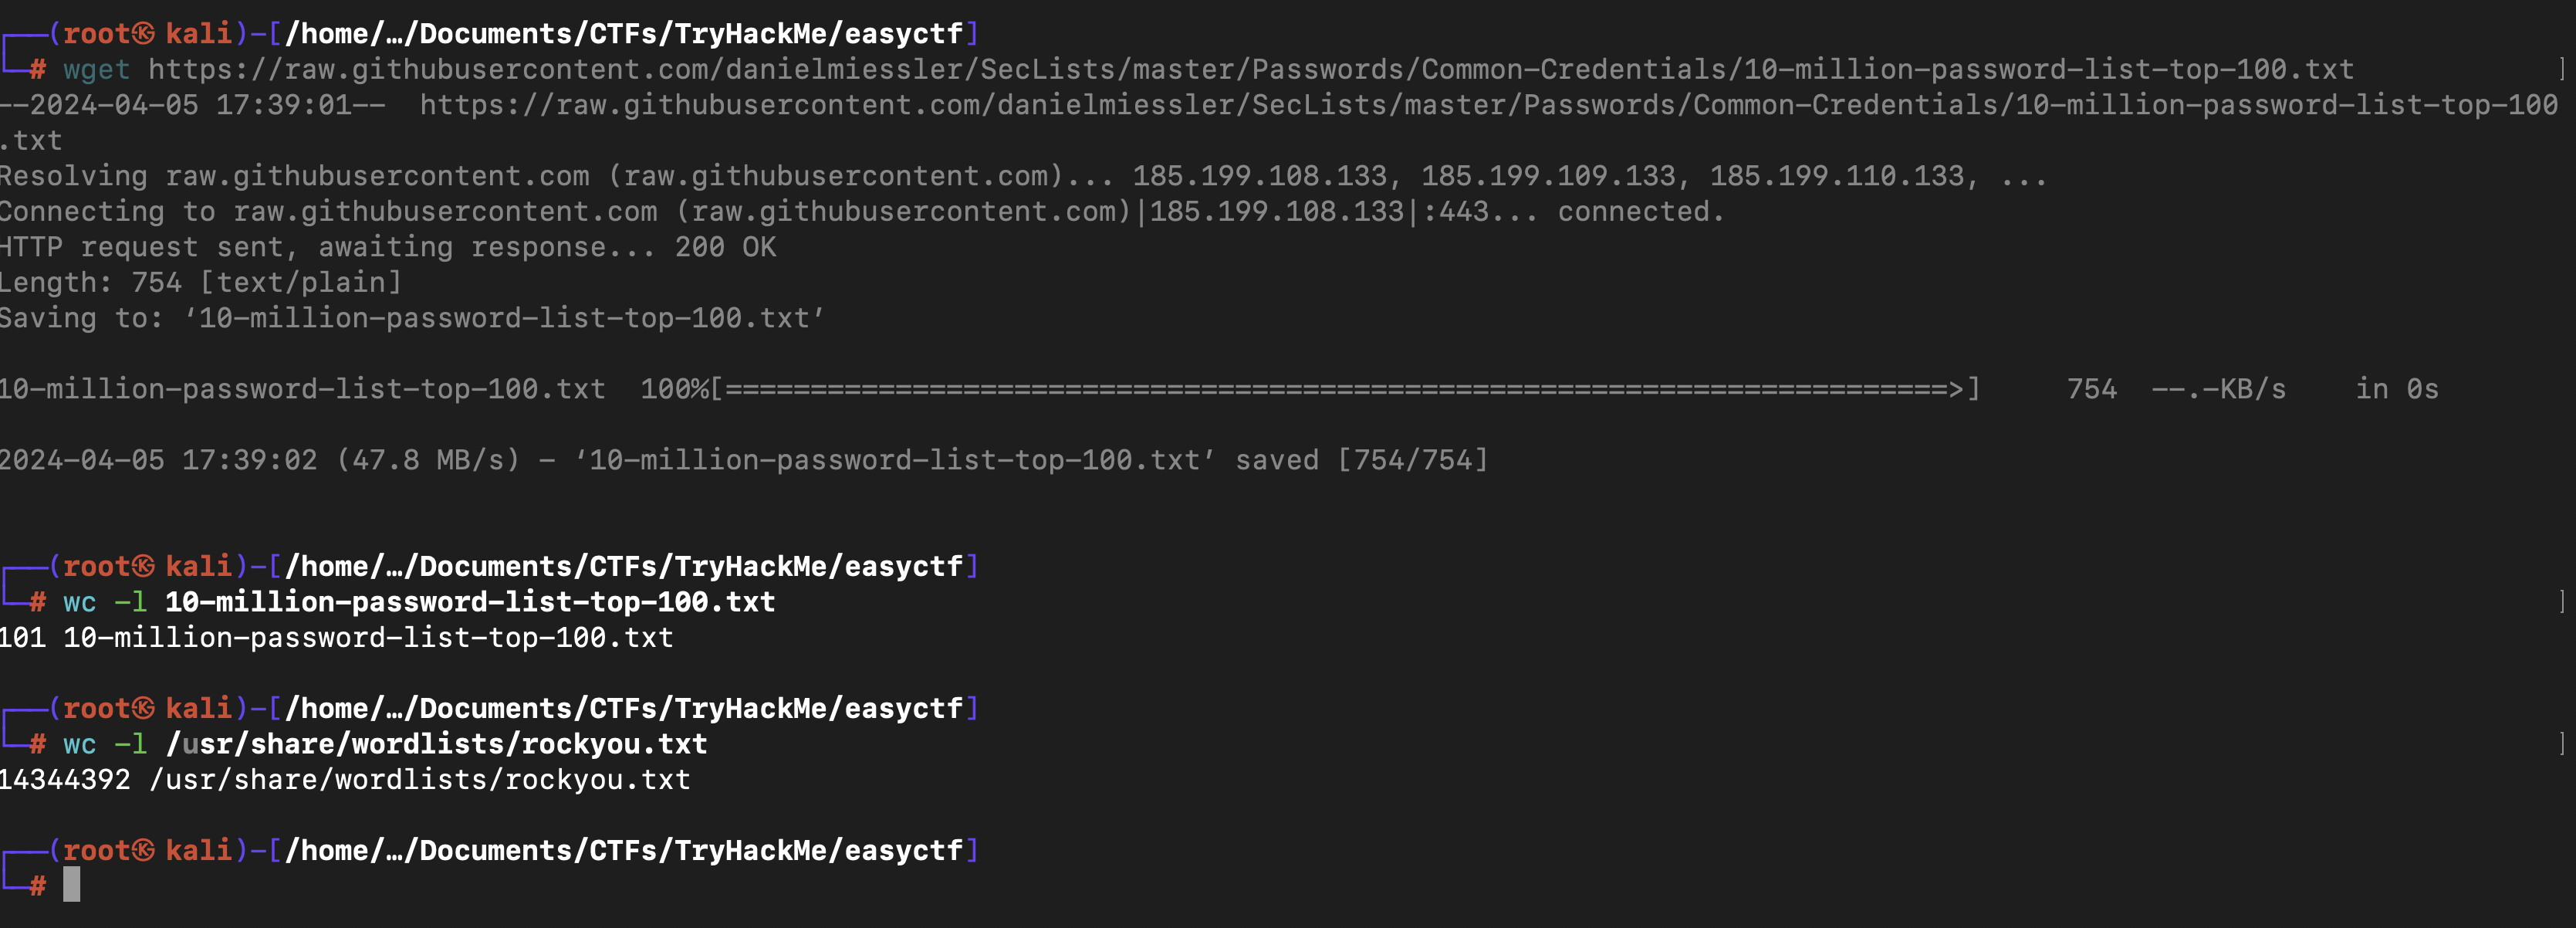 ┌──(root㉿kali)-[/home/…/Documents/CTFs/TryHackMe/easyctf]
└─# wget https://raw.githubusercontent.com/danielmiessler/SecLists/master/Passwords/Common-Credentials/10-million-password-list-top-100.txt ]
--2024-04-05 17:39:01--  https://raw.githubusercontent.com/danielmiessler/SecLists/master/Passwords/Common-Credentials/10-million-password-list-top-100
.txt
Resolving raw.githubusercontent.com (raw.githubusercontent.com)... 185.199.108.133, 185.199.109.133, 185.199.110.133, ...
Connecting to raw.githubusercontent.com (raw.githubusercontent.com)|185.199.108.133|:443... connected.
HTTP request sent, awaiting response... 200 OK
Length: 754 [text/plain]
Saving to: ‘10-million-password-list-top-100.txt’
10-million-password-list-top-100.txt  100%[========================================================================>]     754  --.-KB/s    in 0s
2024-04-05 17:39:02 (47.8 MB/s) - ‘10-million-password-list-top-100.txt’ saved [754/754]
┌──(root㉿kali)-[/home/…/Documents/CTFs/TryHackMe/easyctf]
└─# wc -l 10-million-password-list-top-100.txt ]
101 10-million-password-list-top-100.txt
┌──(root㉿kali)-[/home/…/Documents/CTFs/TryHackMe/easyctf]
└─# wc -l /usr/share/wordlists/rockyou.txt ]
14344392 /usr/share/wordlists/rockyou.txt
┌──(root㉿kali)-[/home/…/Documents/CTFs/TryHackMe/easyctf]
└─#